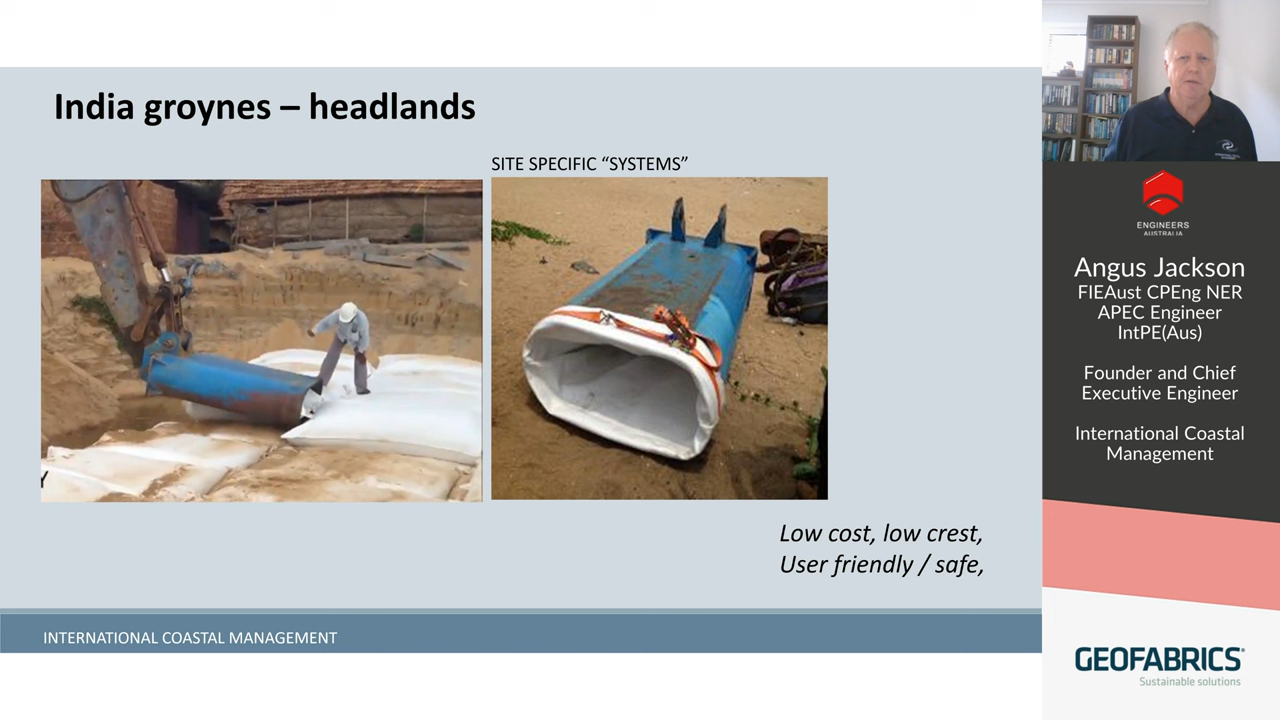 India groynes – headlands
SITE SPECIFIC “SYSTEMS”
Low cost, low crest,
User friendly / safe,
INTERNATIONAL COASTAL MANAGEMENT
ENGINEERS
AUSTRALIA
Angus Jackson
FIEAust CPEng NER
APEC Engineer
IntPE(Aus)
Founder and Chief
Executive Engineer
International Coastal
Management
GEOFABRICS
Sustainable solutions